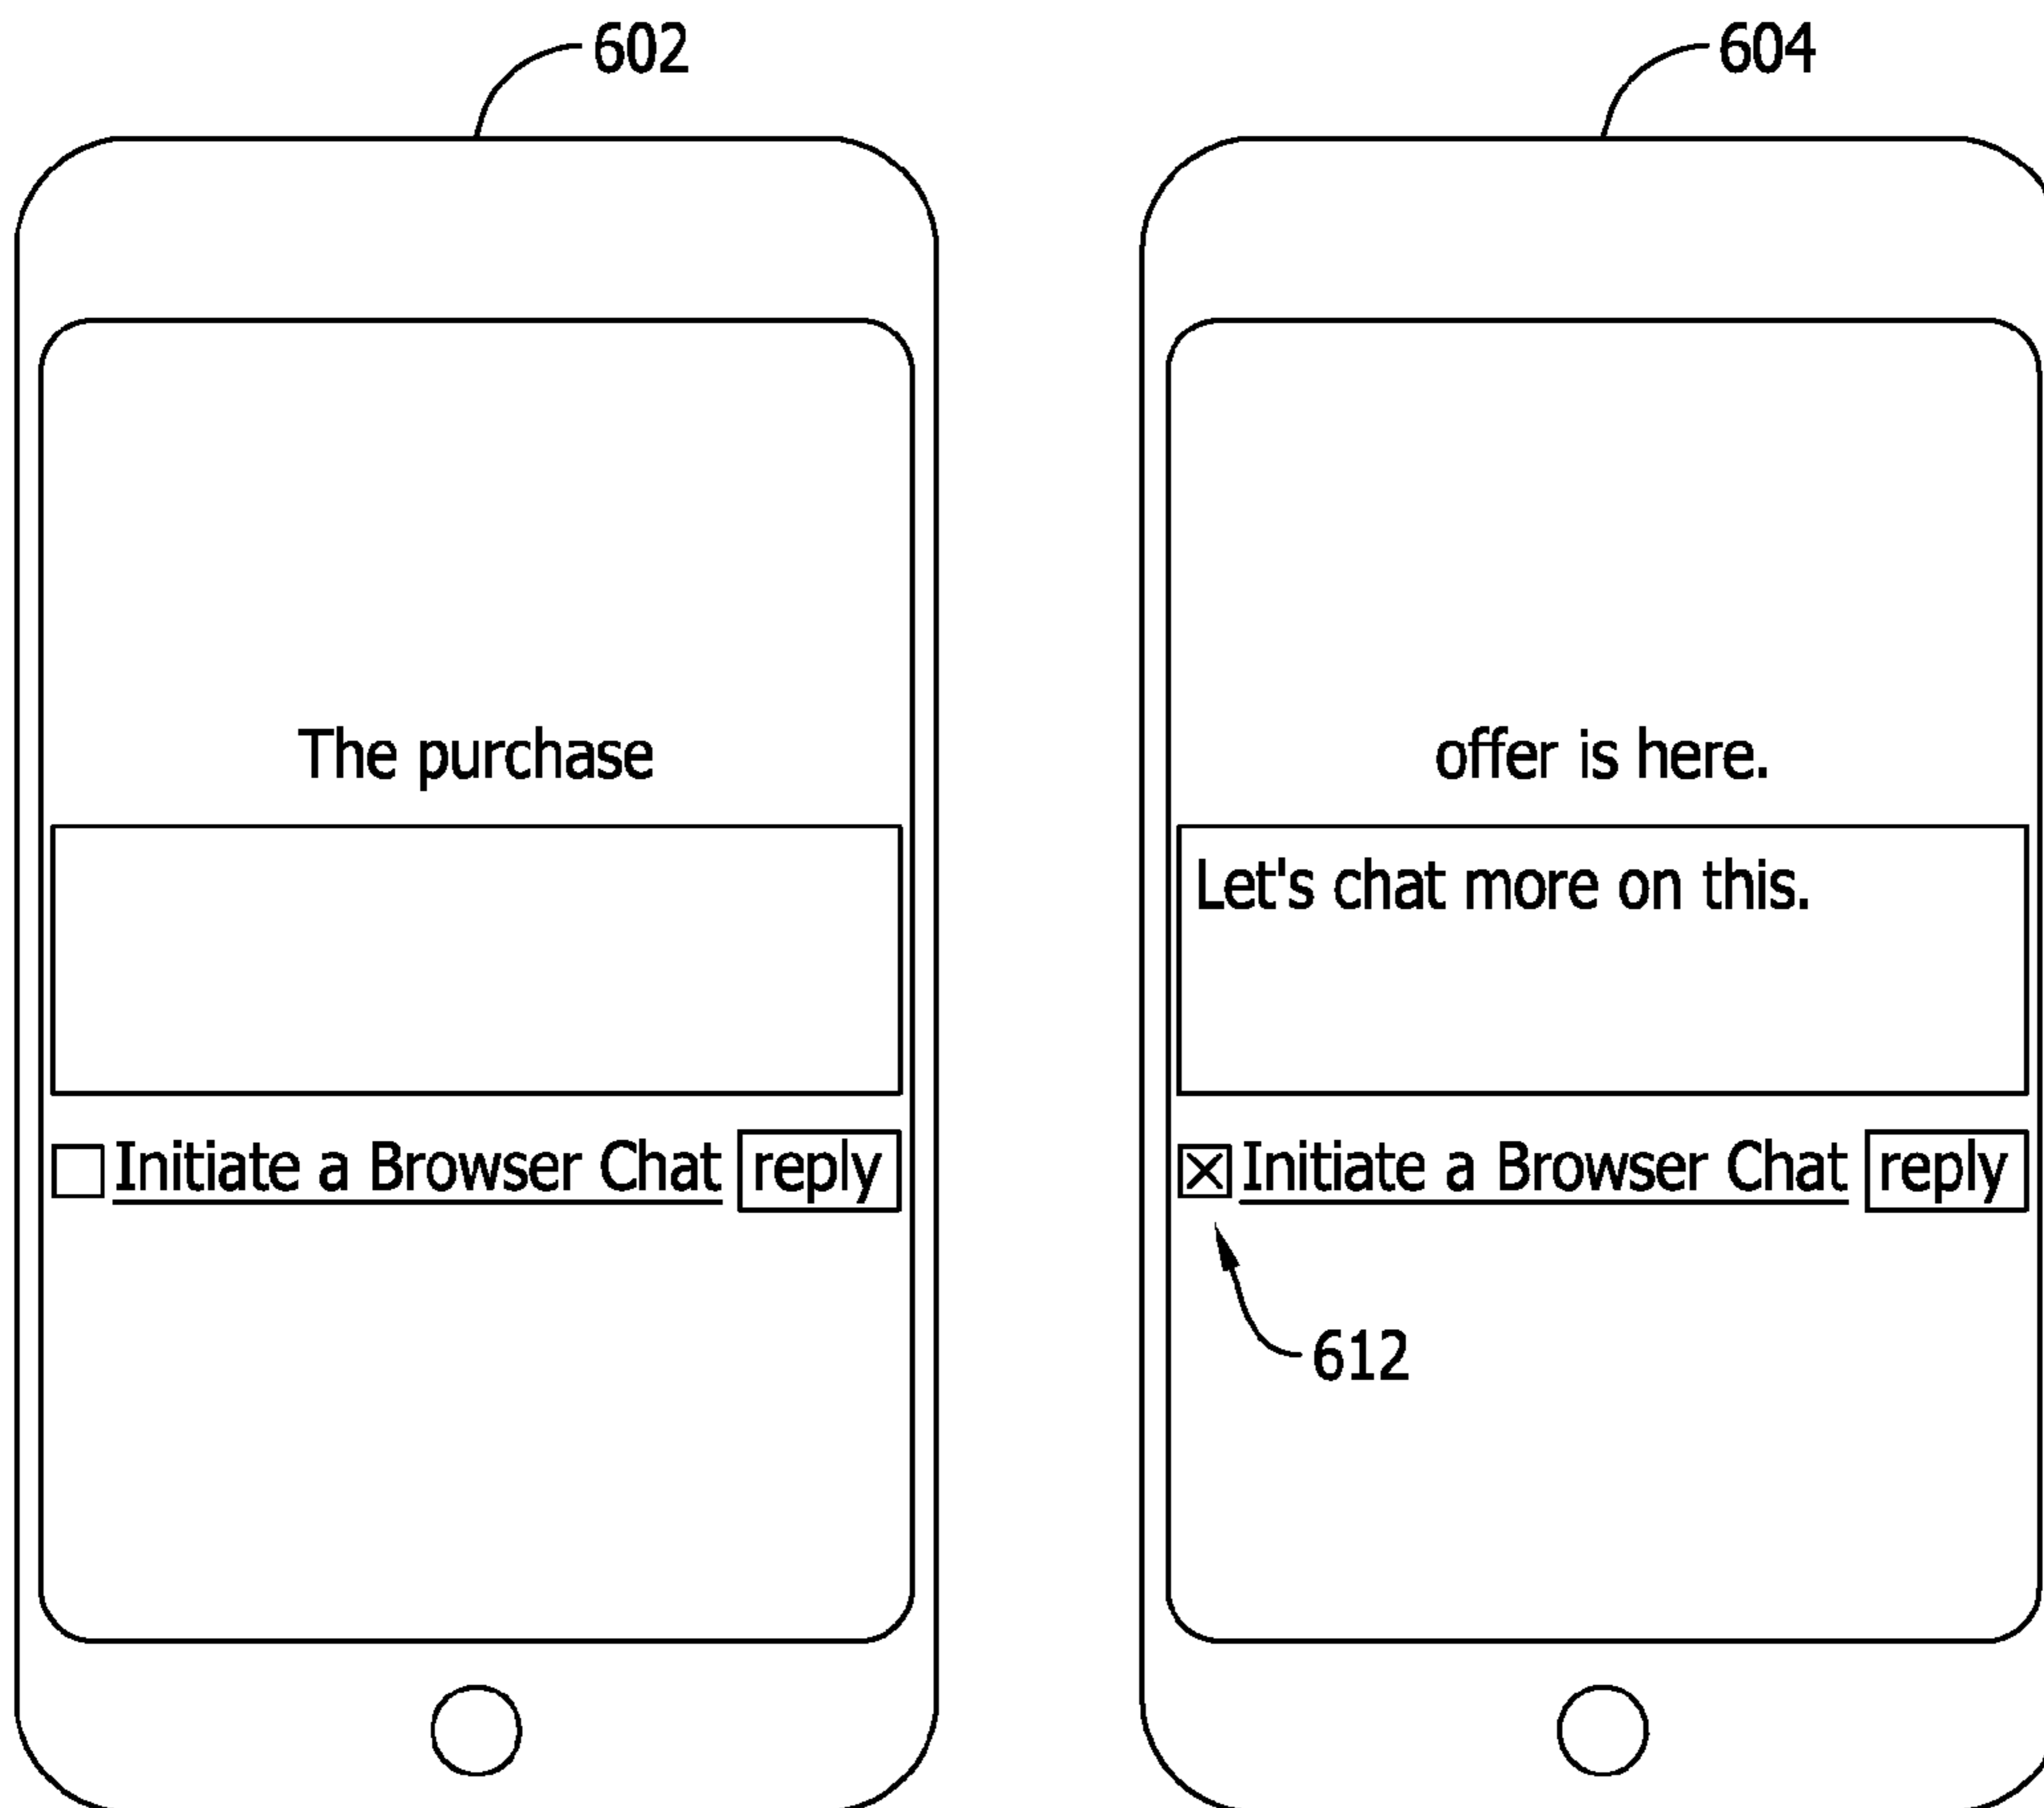 602
The purchase
Initiate a Browser Chat reply
604
offer is here.
Let's chat more on this.
Initiate a Browser Chat reply
612